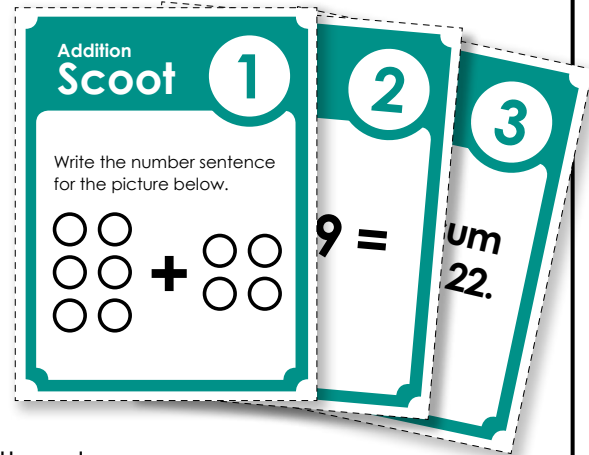 Addition
Scoot
1
Write the number sentence
for the picture below.
+
2
9 =
3
um
22.